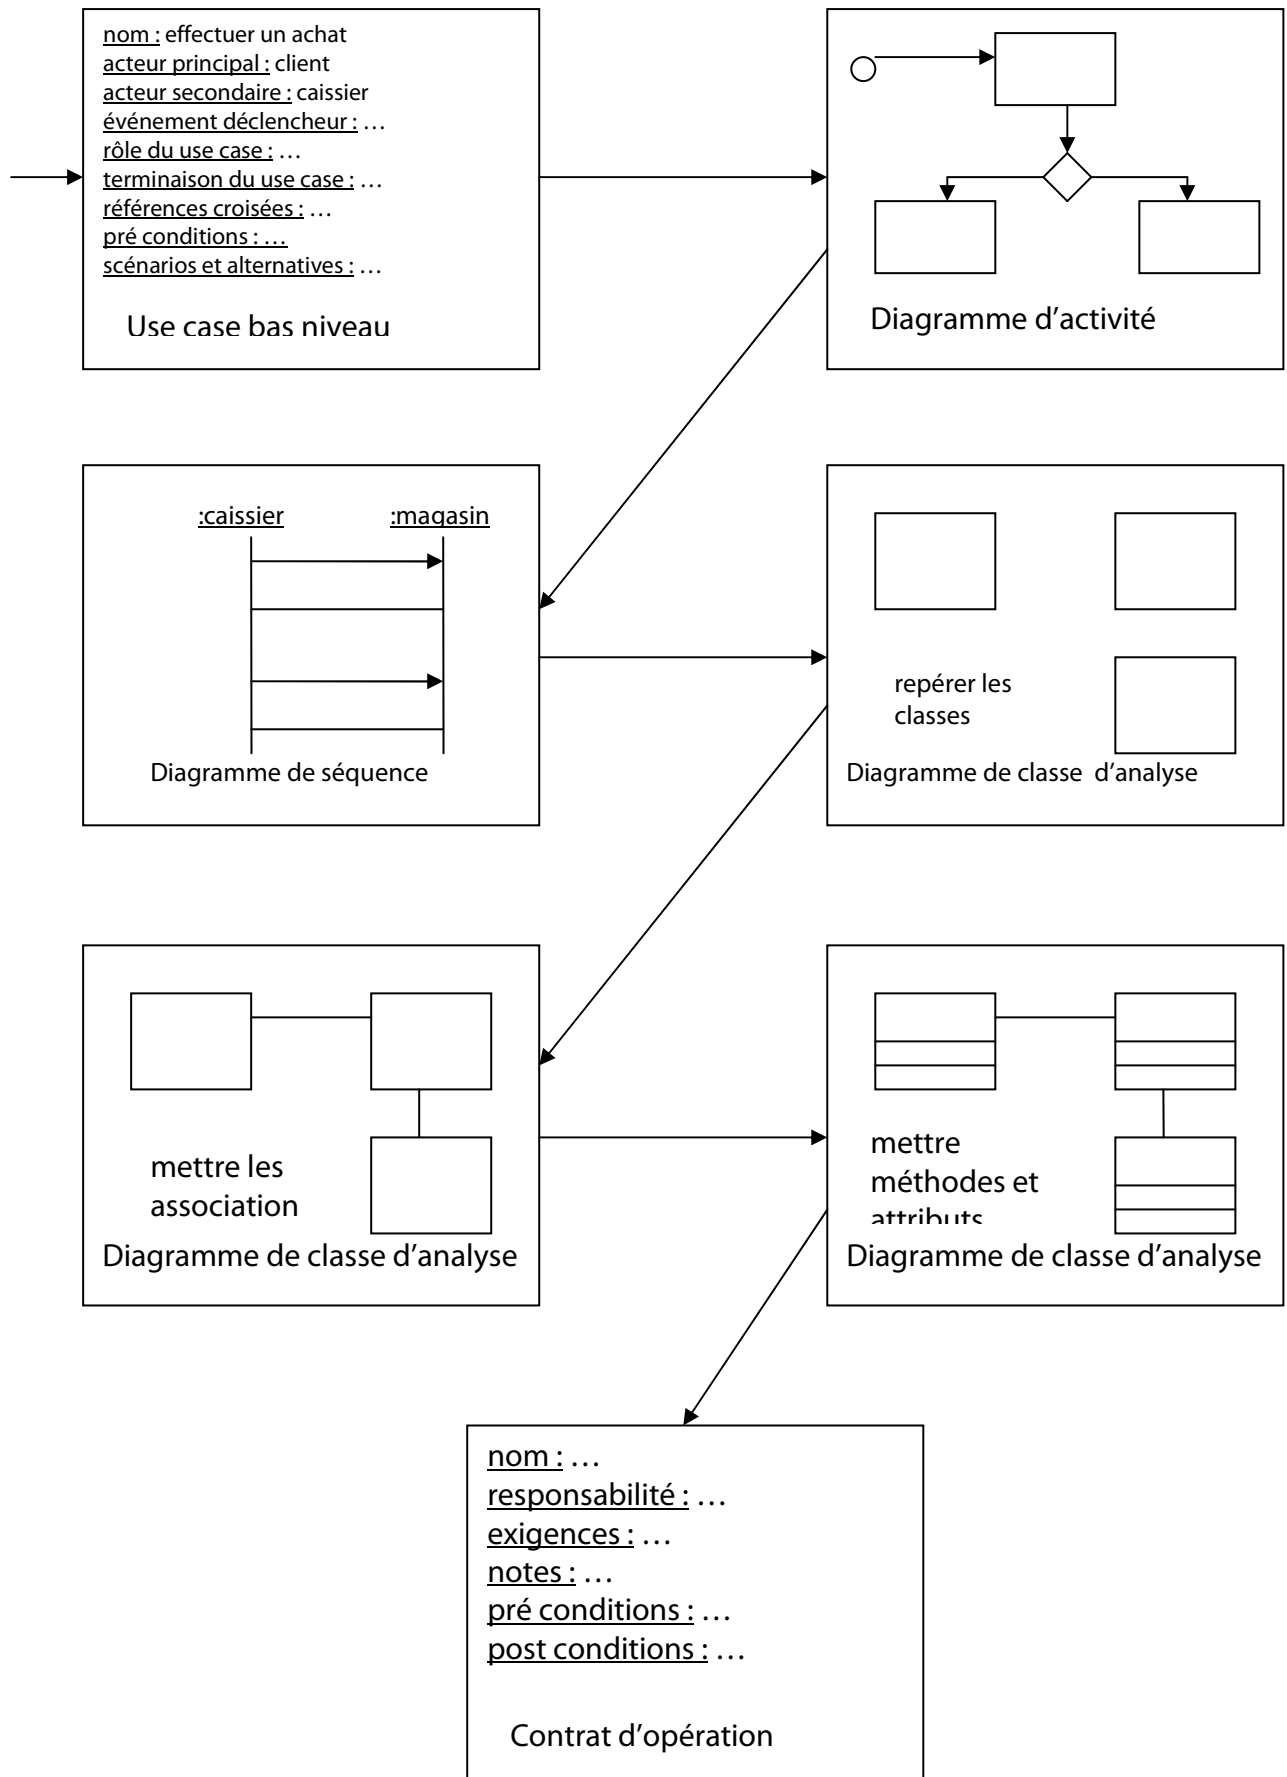 nom : effectuer un achat
acteur principal : client
acteur secondaire : caissier
événement déclencheur : …
rôle du use case : …
terminaison du use case : …
références croisées : …
pré conditions : …
scénarios et alternatives : …
Use case bas niveau
Diagramme d’activité
:caissier :magasin
Diagramme de séquence
repérer les
classes
Diagramme de classe d’analyse
mettre les
association
Diagramme de classe d’analyse
mettre
méthodes et
attributs
Diagramme de classe d’analyse
nom : …
responsabilité : …
exigences : …
notes : …
pré conditions : …
post conditions : …
Contrat d’opération